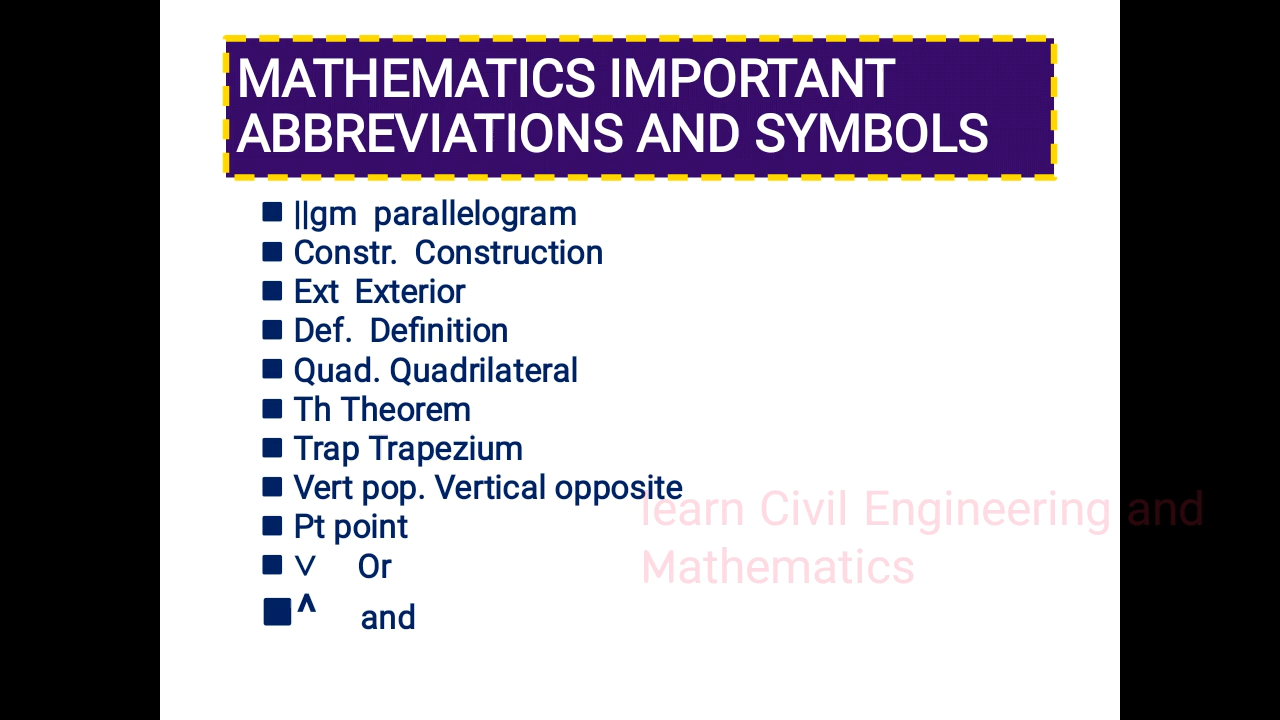 MATHEMATICS IMPORTANT
ABBREVIATIONS AND SYMBOLS
||gm parallelogram
Constr. Construction
Ext Exterior
Def. Definition
Quad. Quadrilateral
Th Theorem
Trap Trapezium
Vert pop. Vertical opposite
Pt point
∨ Or
^ and
learn Civil Engineering and
Mathematics